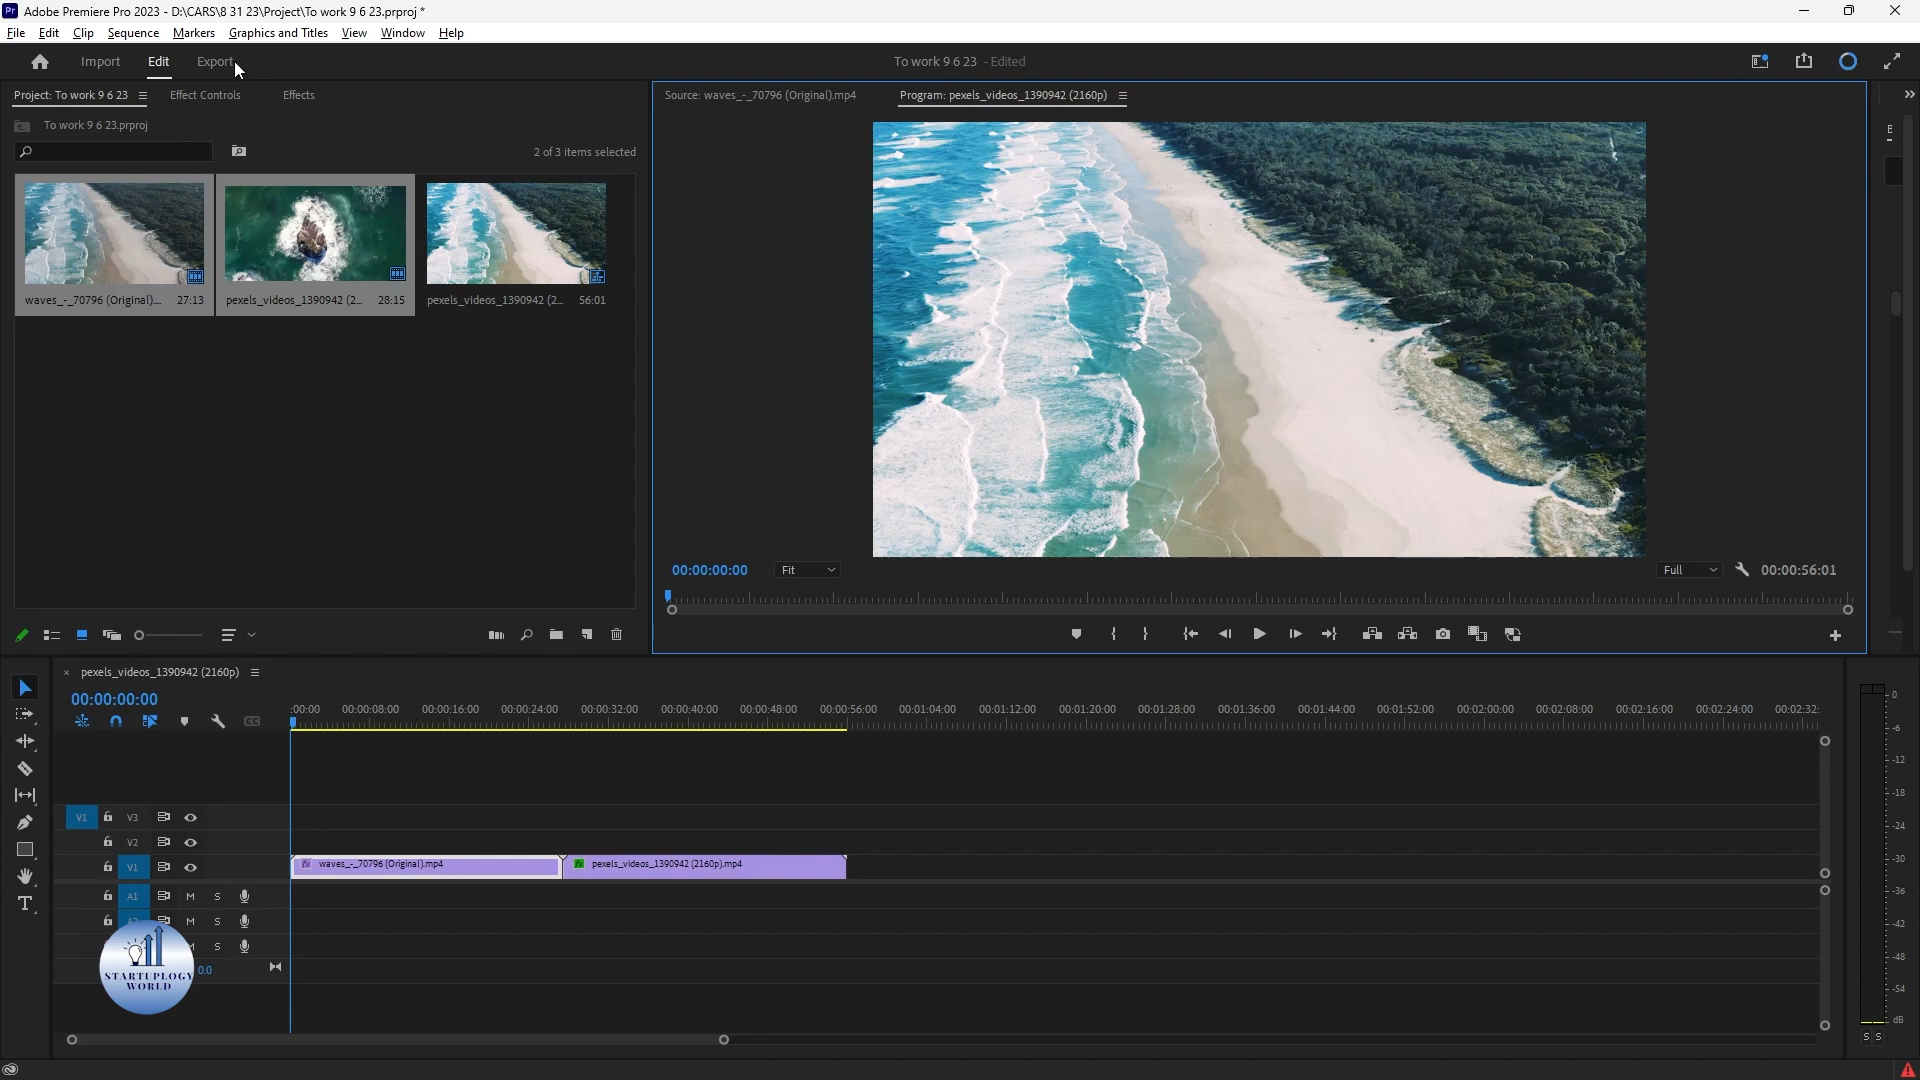 Adobe Premiere Pro 2023 - D:\CARS\8 31 23\Project\To work 9 6 23.prproj *
File Edit Clip Sequence Markers Graphics and Titles View Window Help
Import Edit Export To work 9 6 23 - Edited
Project: To work 9 6 23 Effect Controls Effects
Source: waves_-_70796 (Original).mp4 Program: pexels_videos_1390942 (2160p)
To work 9 6 23.prproj
2 of 3 items selected
waves_-_70796 (Original)... 27:13 pexels_videos_1390942 (2... 28:15 pexels_videos_1390942 (2... 56:01
00:00:00:00 Fit Full 00:00:56:01
pexels_videos_1390942 (2160p)
00:00:00:00
:00:00 00:00:08:00 00:00:16:00 00:00:24:00 00:00:32:00 00:00:40:00 00:00:48:00 00:00:56:00 00:01:04:00 00:01:12:00 00:01:20:00 00:01:28:00 00:01:36:00 00:01:44:00 00:01:52:00 00:02:00:00 00:02:08:00 00:02:16:00 00:02:24:00 00:02:32:
V1 V3
V2
V1 fx waves_-_70796 (Original).mp4 fx pexels_videos_1390942 (2160p).mp4
A1 M S
M S
S
0.0
STARTUPLOGY
WORLD
0
-6
-12
-18
-24
-30
-36
-42
-48
-54
dB
S S